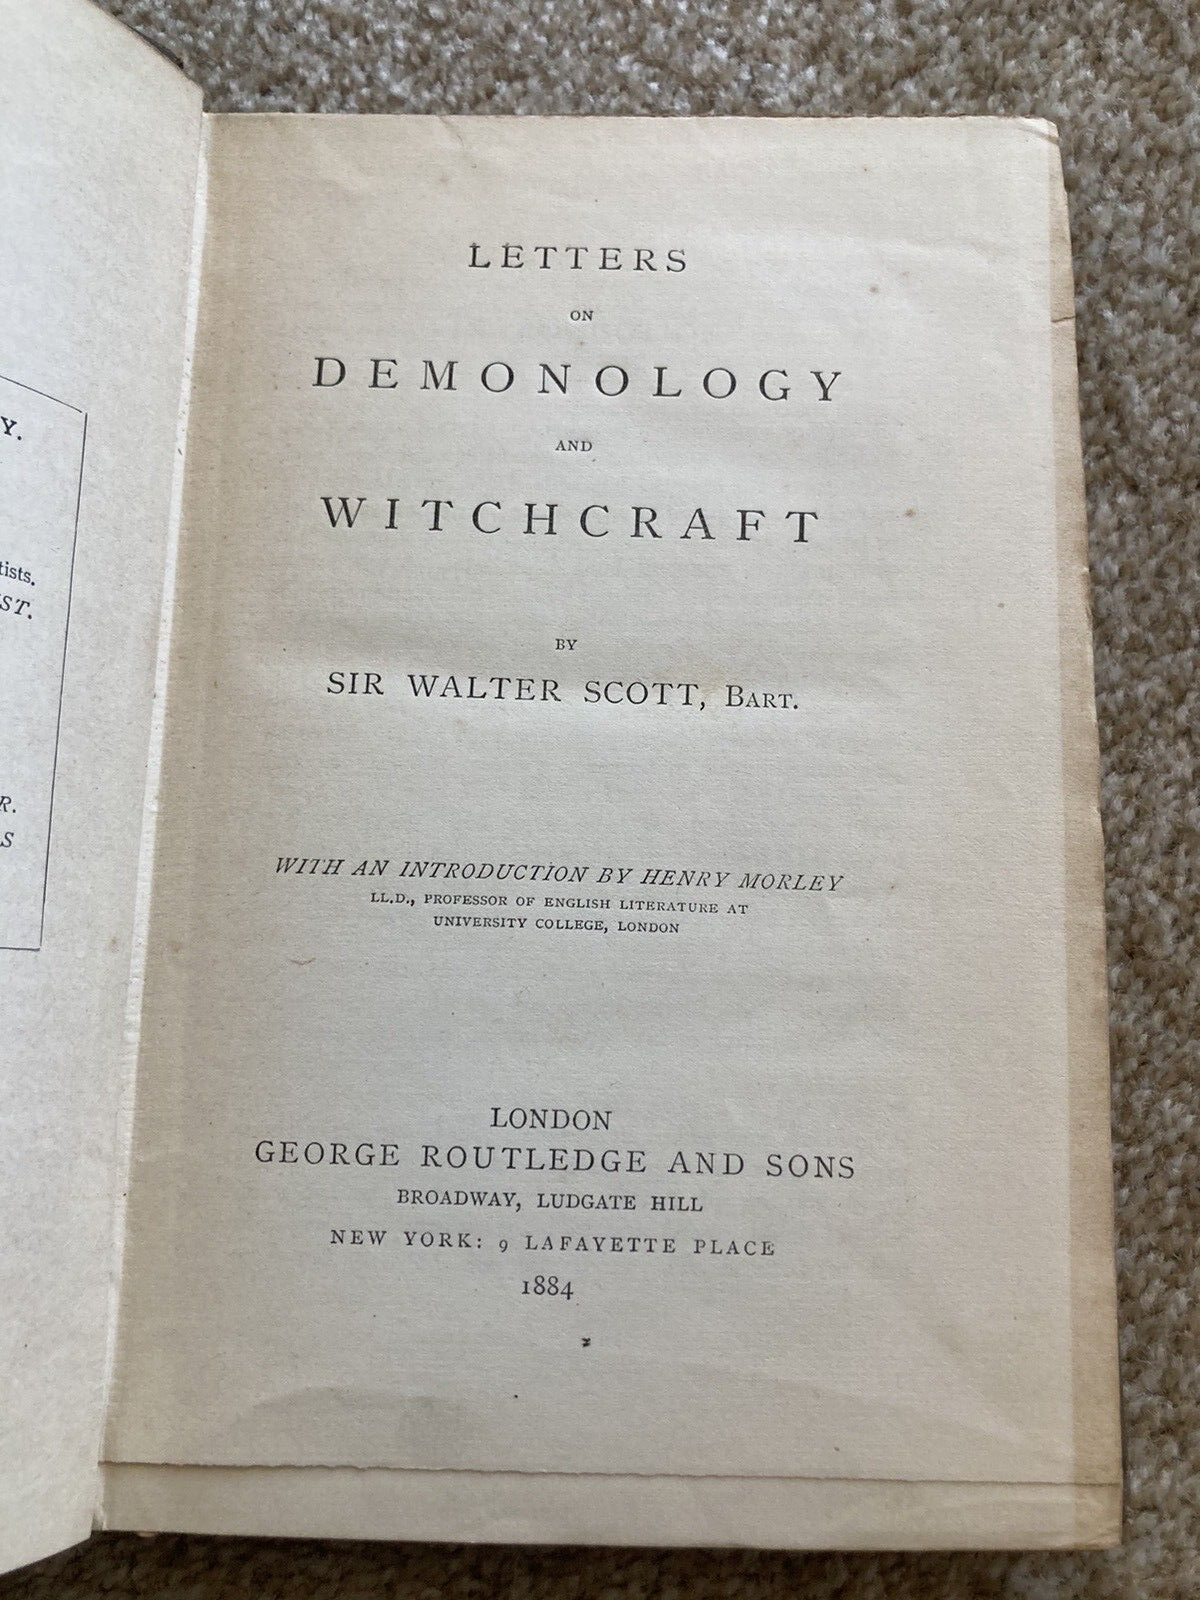 Y.
tists.
ST.
R.
S
LETTERS
ON
DEMONOLOGY
AND
WITCHCRAFT
BY
SIR WALTER SCOTT, BART.
WITH AN INTRODUCTION BY HENRY MORLEY
LL.D., PROFESSOR OF ENGLISH LITERATURE AT
UNIVERSITY COLLEGE, LONDON
LONDON
GEORGE ROUTLEDGE AND SONS
BROADWAY, LUDGATE HILL
NEW YORK: 9 LAFAYETTE PLACE
1884